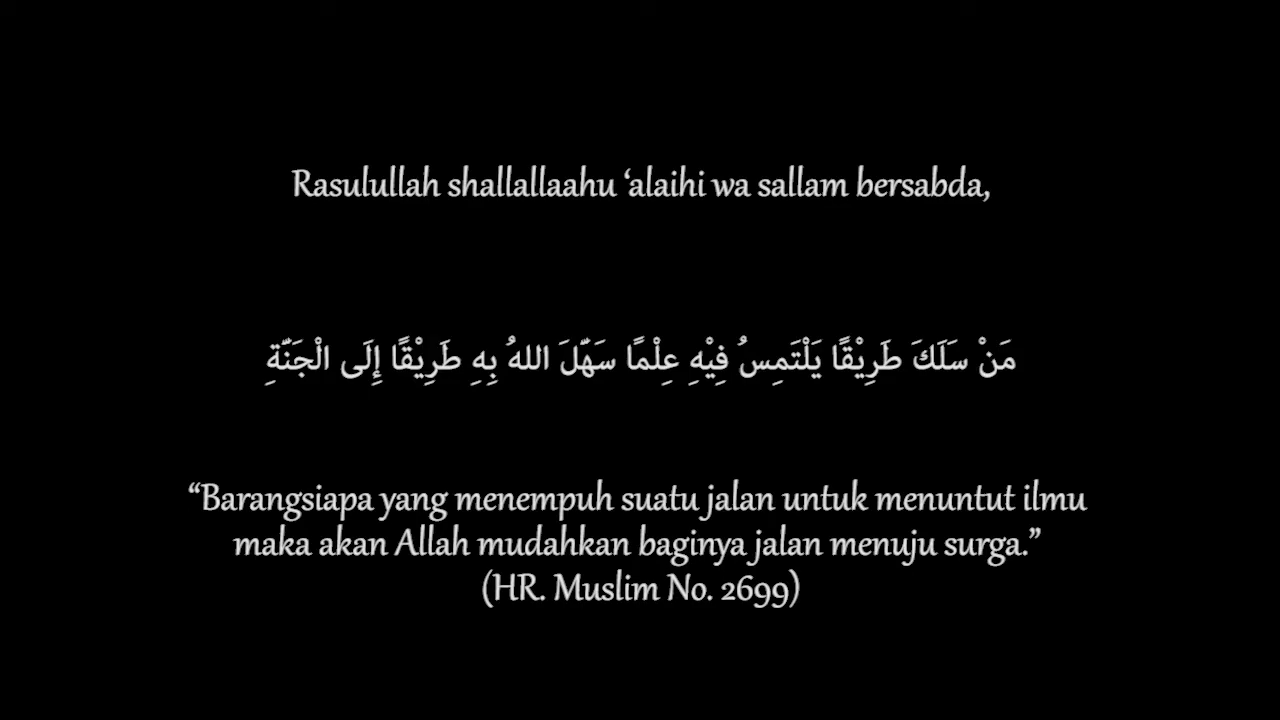 Rasulullah shallallaahu ‘alaihi wa sallam bersabda,
مَنْ سَلَكَ طَرِيْقًا يَلْتَمِسُ فِيْهِ عِلْمًا سَهَّلَ اللهُ بِهِ طَرِيْقًا إِلَى الْجَنَّةِ
“Barangsiapa yang menempuh suatu jalan untuk menuntut ilmu
maka akan Allah mudahkan baginya jalan menuju surga.”
(HR. Muslim No. 2699)